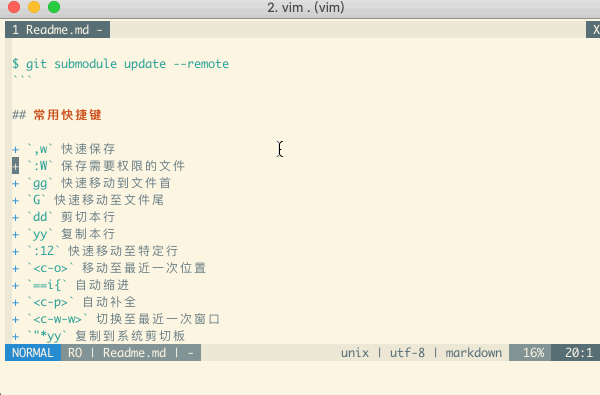 2. vim . (vim)
1 Readme.md - X
$ git submodule update --remote
```
## 常用快捷键
+ `,w` 快速保存
+ `:W` 保存需要权限的文件
+ `gg` 快速移动到文件首
+ `G` 快速移动至文件尾
+ `dd` 剪切本行
+ `yy` 复制本行
+ `:12` 快速移动至特定行
+ `<c-o>` 移动至最近一次位置
+ `==i{` 自动缩进
+ `<c-p>` 自动补全
+ `<c-w-w>` 切换至最近一次窗口
+ `"*yy` 复制到系统剪切板
NORMAL RO | Readme.md | - unix | utf-8 | markdown 16% 20:1